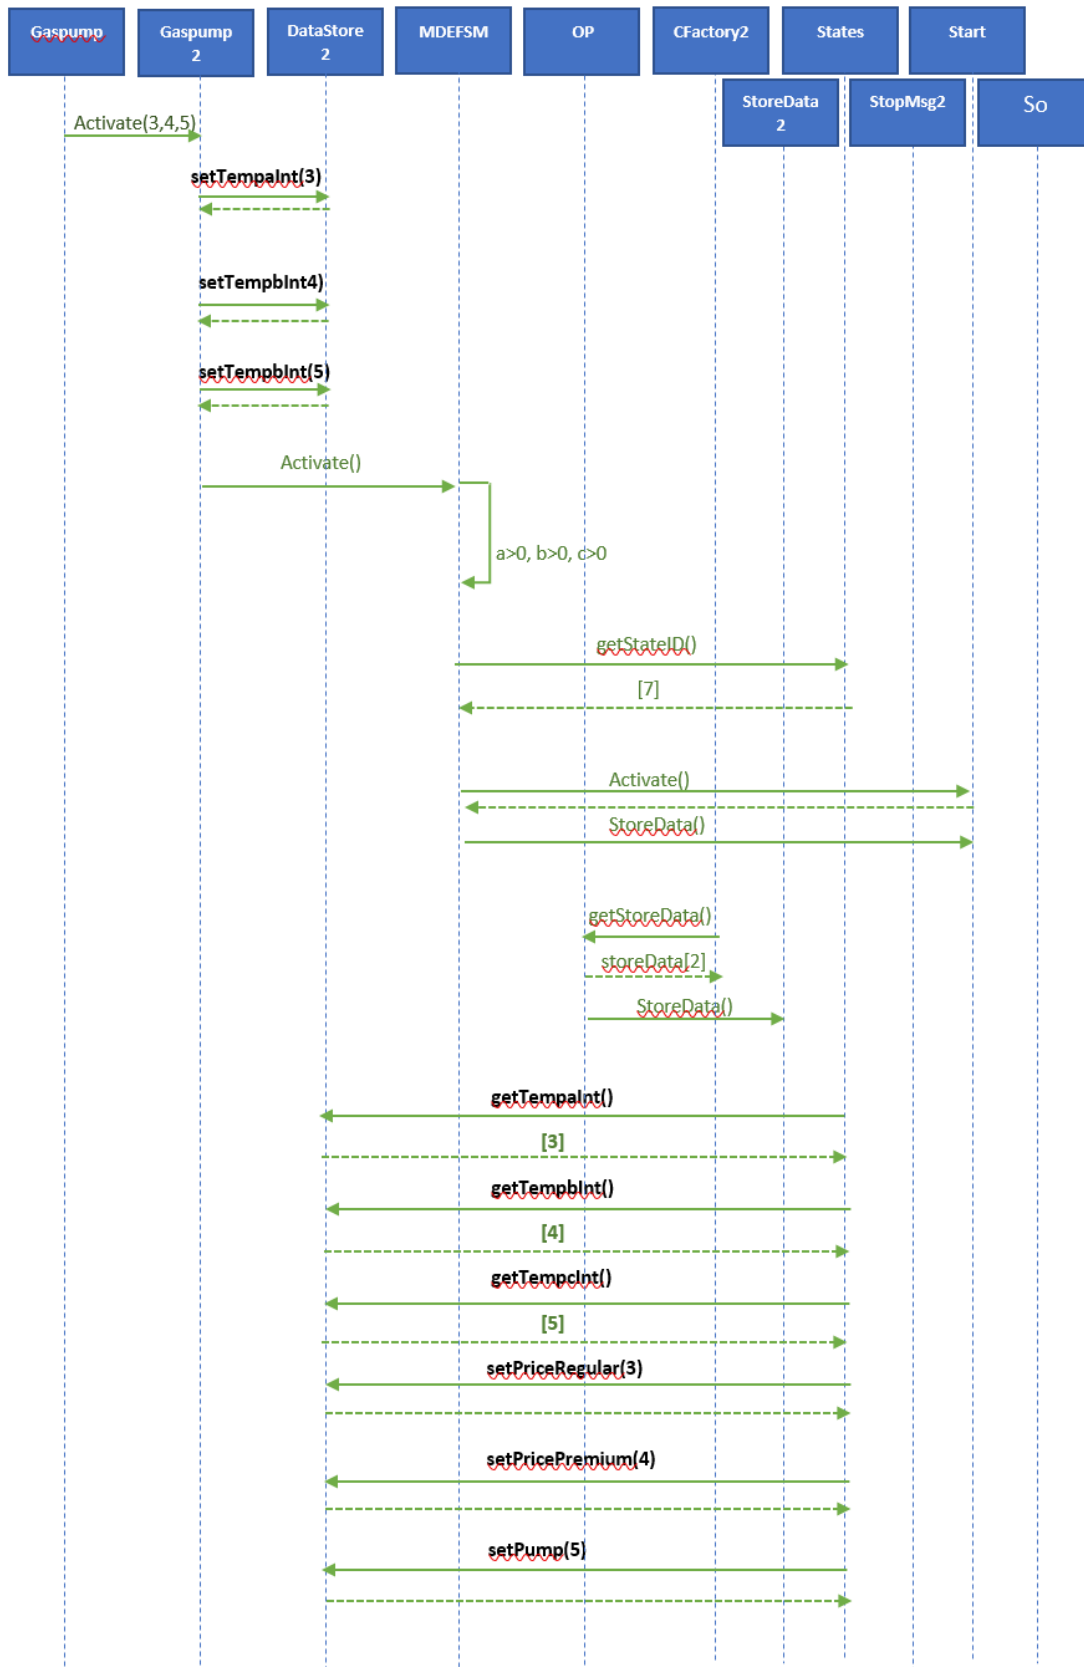 Gaspump
Gaspump
2
DataStore
2
MDEFSM
OP
CFactory2
States
Start
StoreData
2
StopMsg2
So
Activate(3,4,5)
setTempaInt(3)
setTempbInt4)
setTempbInt(5)
Activate()
a>0, b>0, c>0
getStateID()
[7]
Activate()
StoreData()
getStoreData()
storeData[2]
StoreData()
getTempaInt()
[3]
getTempbInt()
[4]
getTempcInt()
[5]
setPriceRegular(3)
setPricePremium(4)
setPump(5)